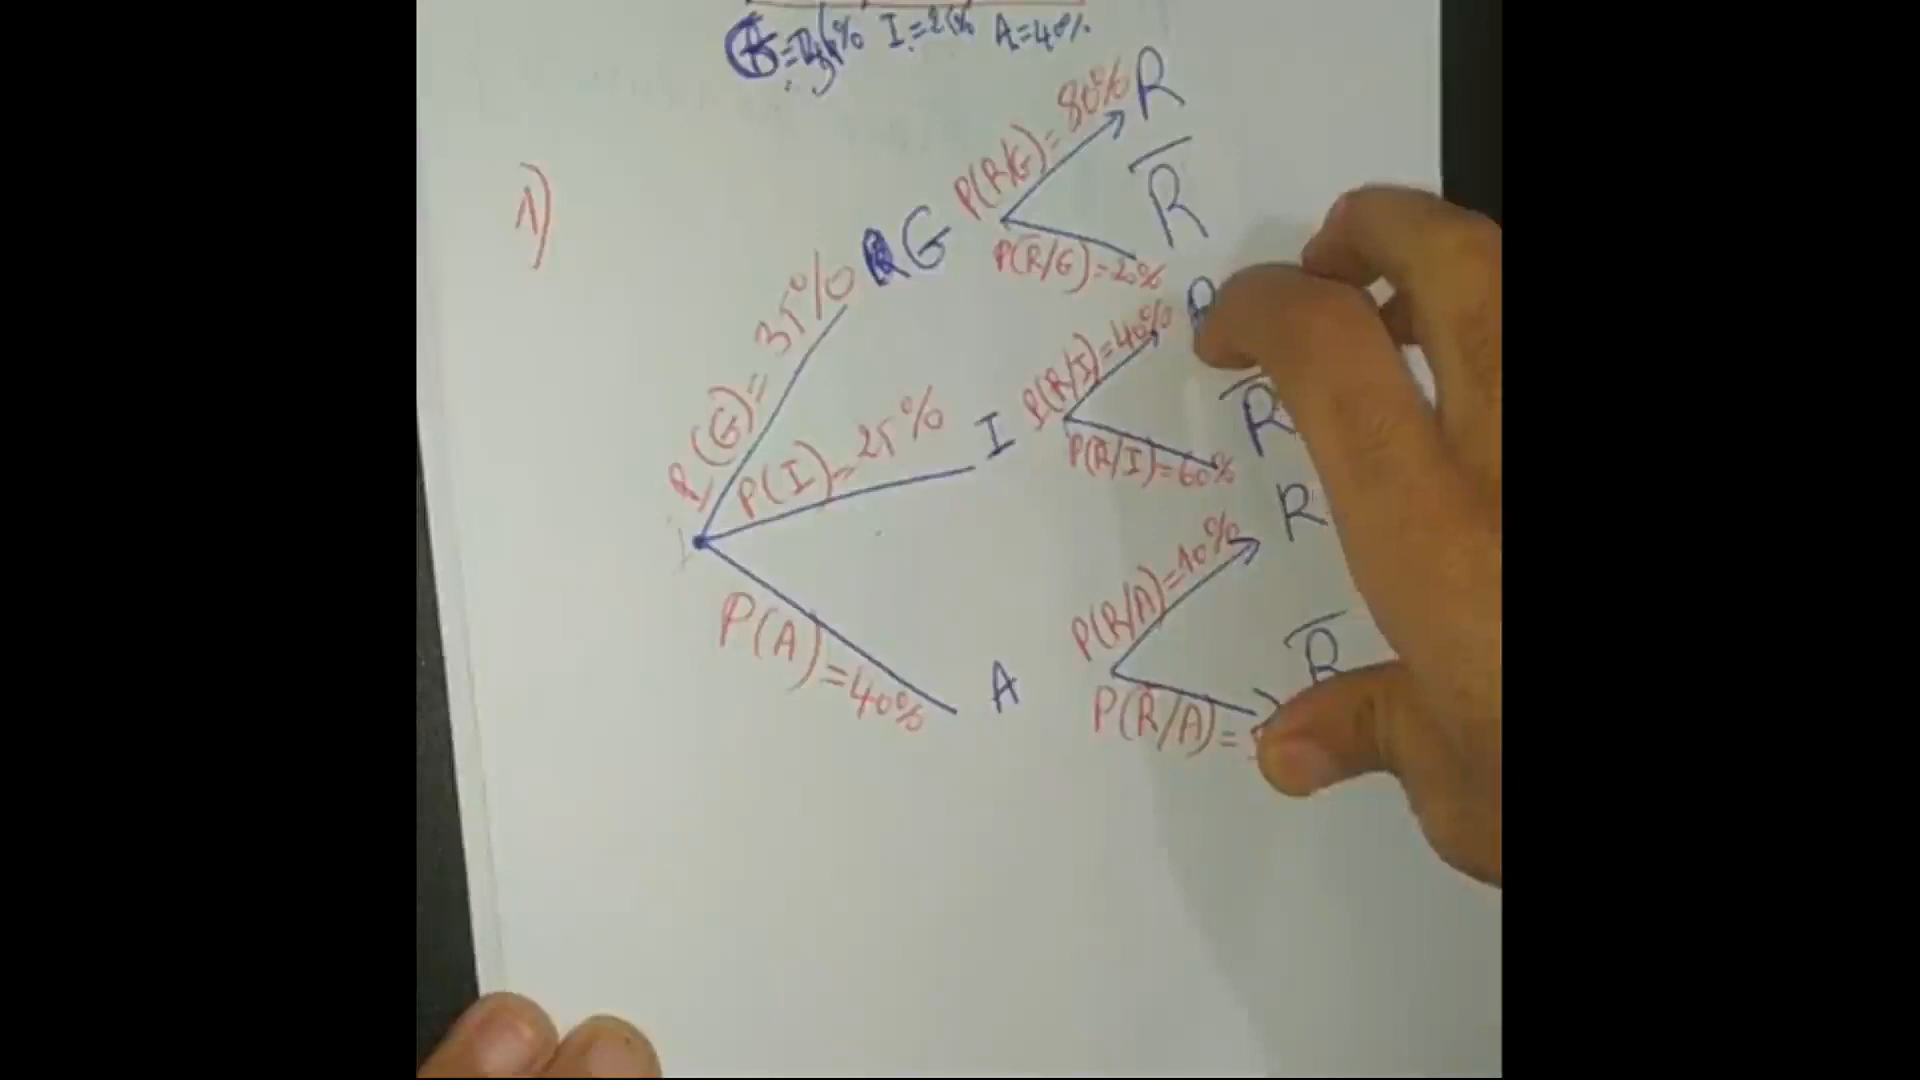 I=25% A=40%
1)
P(G)=35%
G
P(R/G)=80%
R
P(R̅/G)=20%
R̅
P(I)=25%
I
P(R/I)=40%
R
P(R̅/I)=60%
R̅
P(A)=40%
A
P(R/A)=10%
R
P(R̅/A)=
R̅